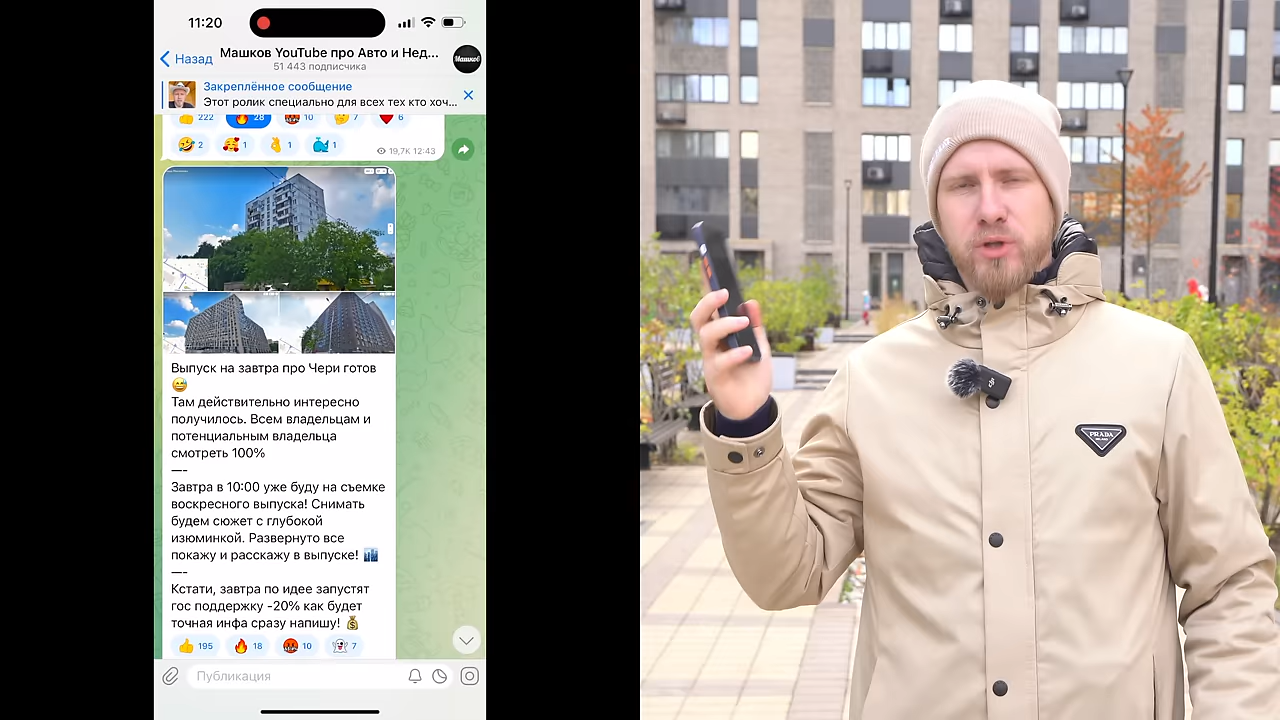 11:20
Назад
Машков YouTube про Авто и Нед...
51 443 подписчика
Машков
Закреплённое сообщение
Этот ролик специально для всех тех кто хоч...
222 28 10 7 6
2 1 1 1
19,7K 12:43
Выпуск на завтра про Чери готов
😅
Там действительно интересно
получилось. Всем владельцам и
потенциальным владельца
смотреть 100%
—-
Завтра в 10:00 уже буду на съемке
воскресного выпуска! Снимать
будем сюжет с глубокой
изюминкой. Развернуто все
покажу и расскажу в выпуске! 🏙️
—-
Кстати, завтра по идее запустят
гос поддержку -20% как будет
точная инфа сразу напишу! 💰
195 18 10 7
Публикация
PRADA
MILANO